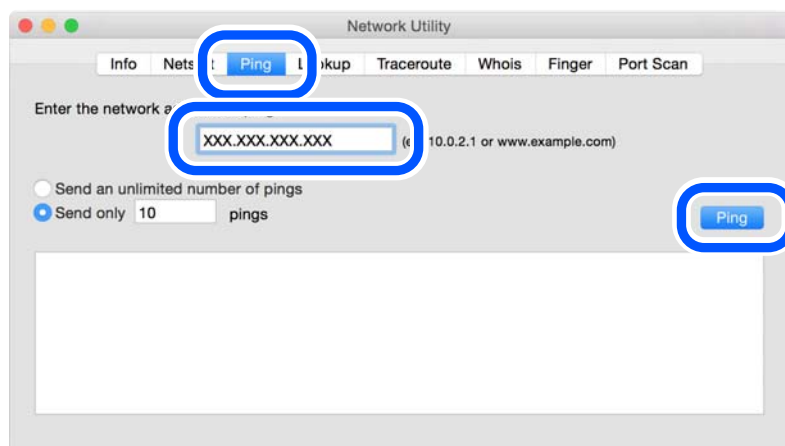 Network Utility
Info Ping Traceroute Whois Finger Port Scan
Enter the network
XXX.XXX.XXX.XXX 10.0.2.1 or www.example.com)
Send an unlimited number of pings
Send only 10 pings
Ping